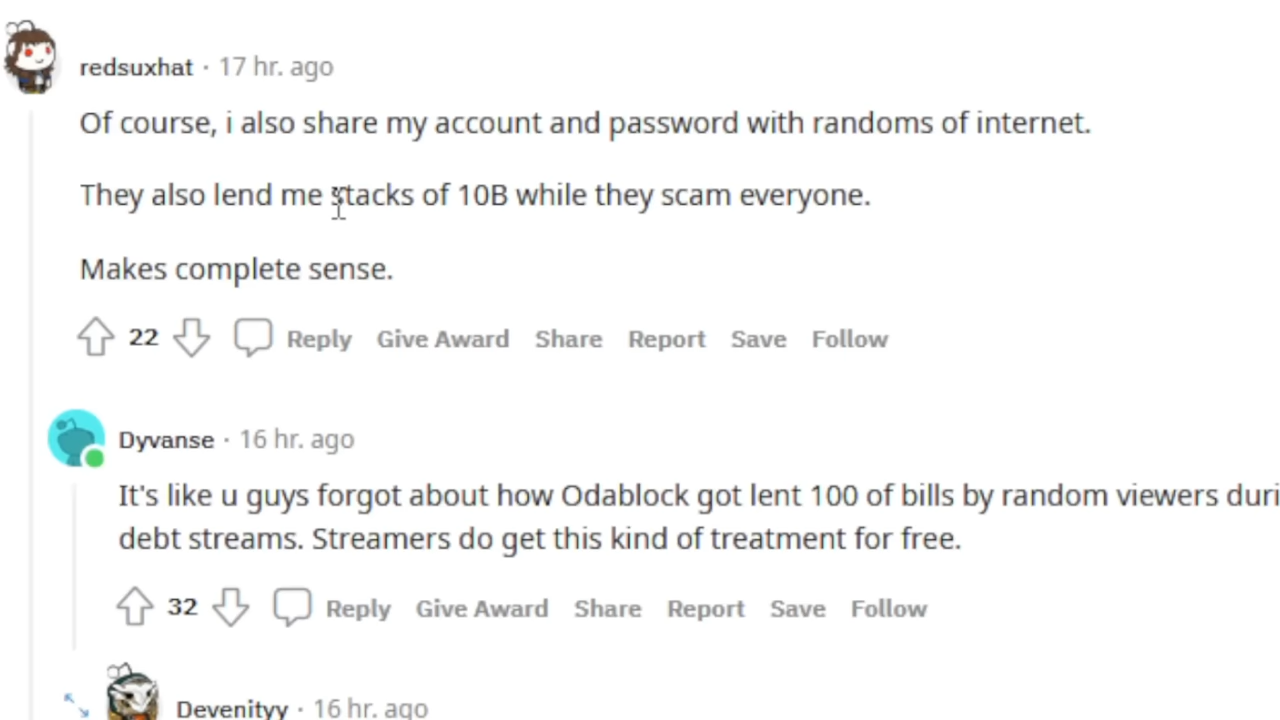 redsuxhat · 17 hr. ago
Of course, i also share my account and password with randoms of internet.
They also lend me stacks of 10B while they scam everyone.
Makes complete sense.
22 Reply Give Award Share Report Save Follow
Dyvanse · 16 hr. ago
It's like u guys forgot about how Odablock got lent 100 of bills by random viewers duri
debt streams. Streamers do get this kind of treatment for free.
32 Reply Give Award Share Report Save Follow
Devenityy · 16 hr. ago